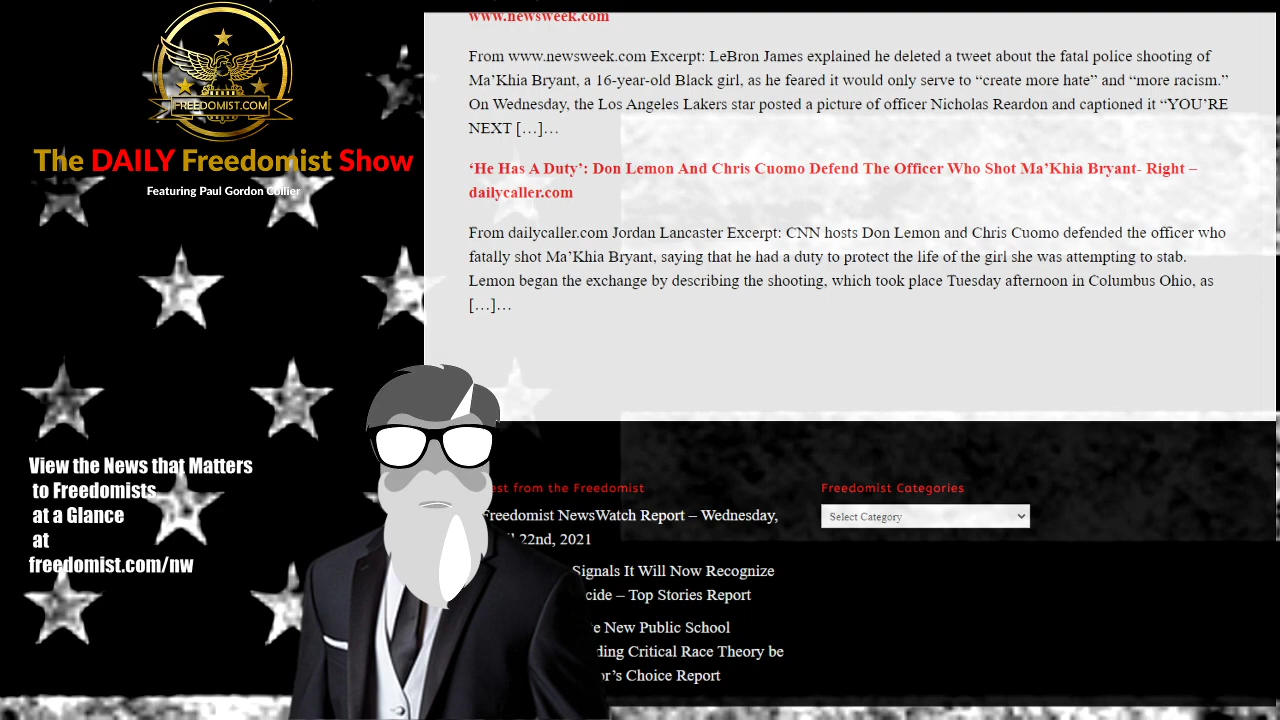 FREEDOMIST.COM
The DAILY Freedomist Show
Featuring Paul Gordon Collier
www.newsweek.com
From www.newsweek.com Excerpt: LeBron James explained he deleted a tweet about the fatal police shooting of
Ma’Khia Bryant, a 16-year-old Black girl, as he feared it would only serve to “create more hate” and “more racism.”
On Wednesday, the Los Angeles Lakers star posted a picture of officer Nicholas Reardon and captioned it “YOU’RE
NEXT […]…
‘He Has A Duty’: Don Lemon And Chris Cuomo Defend The Officer Who Shot Ma’Khia Bryant- Right –
dailycaller.com
From dailycaller.com Jordan Lancaster Excerpt: CNN hosts Don Lemon and Chris Cuomo defended the officer who
fatally shot Ma’Khia Bryant, saying that he had a duty to protect the life of the girl she was attempting to stab.
Lemon began the exchange by describing the shooting, which took place Tuesday afternoon in Columbus Ohio, as
[…]…
View the News that Matters
to Freedomists
at a Glance
at
freedomist.com/nw
from the Freedomist
Freedomist NewsWatch Report – Wednesday,
22nd, 2021
Signals It Will Now Recognize
– Top Stories Report
New Public School
Critical Race Theory be
Choice Report
Freedomist Categories
Select Category